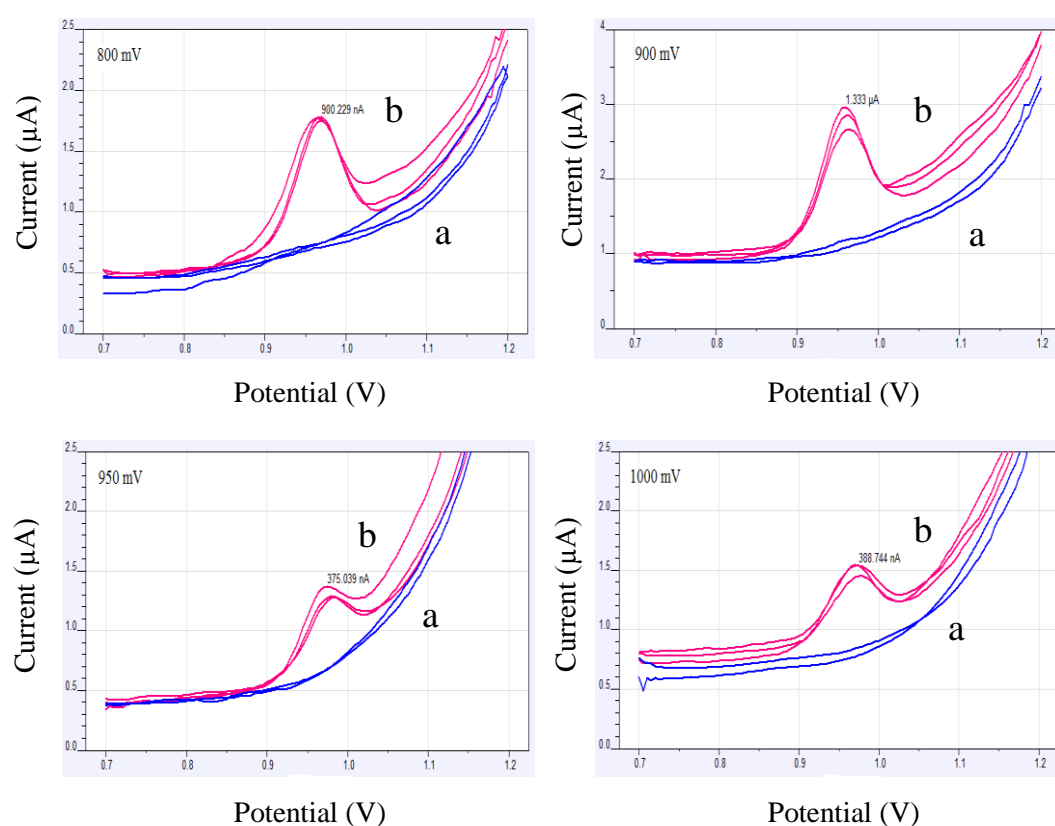 800 mV
900.229 nA
b
a
Current (µA)
2.5
2.0
1.5
1.0
0.5
0.0
0.7 0.8 0.9 1.0 1.1 1.2
Potential (V)
900 mV
1.333 µA
b
a
Current (µA)
4
3
2
1
0
0.7 0.8 0.9 1.0 1.1 1.2
Potential (V)
950 mV
375.039 nA
b
a
Current (µA)
2.5
2.0
1.5
1.0
0.5
0.0
0.7 0.8 0.9 1.0 1.1 1.2
Potential (V)
1000 mV
388.744 nA
b
a
Current (µA)
2.5
2.0
1.5
1.0
0.5
0.0
0.7 0.8 0.9 1.0 1.1 1.2
Potential (V)